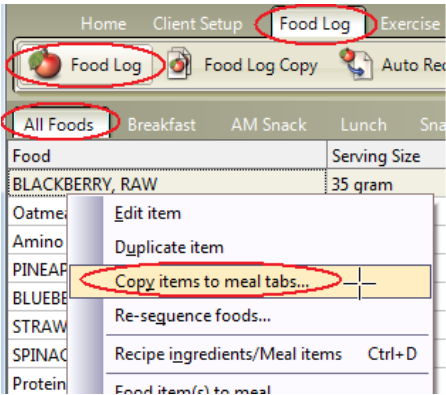 Home Client Setup Food Log Exercise
Food Log Food Log Copy Auto
All Foods Breakfast AM Snack Lunch
Food Serving Size
BLACKBERRY, RAW 35 gram
Edit item
Amino Duplicate item
Copy items to meal tabs...
Re-sequence foods...
Recipe ingredients/Meal items Ctrl+D
Protein Food item(s) to meal